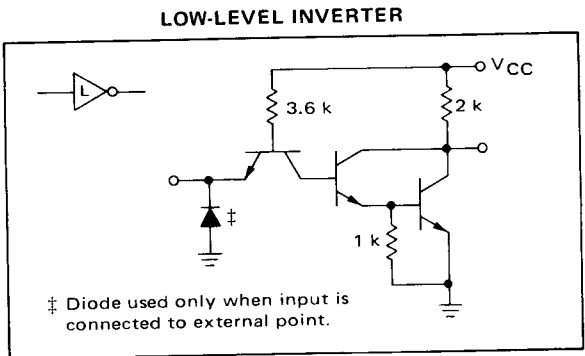 LOW-LEVEL INVERTER
L
VCC
3.6 k
2 k
‡
1 k
‡ Diode used only when input is
connected to external point.